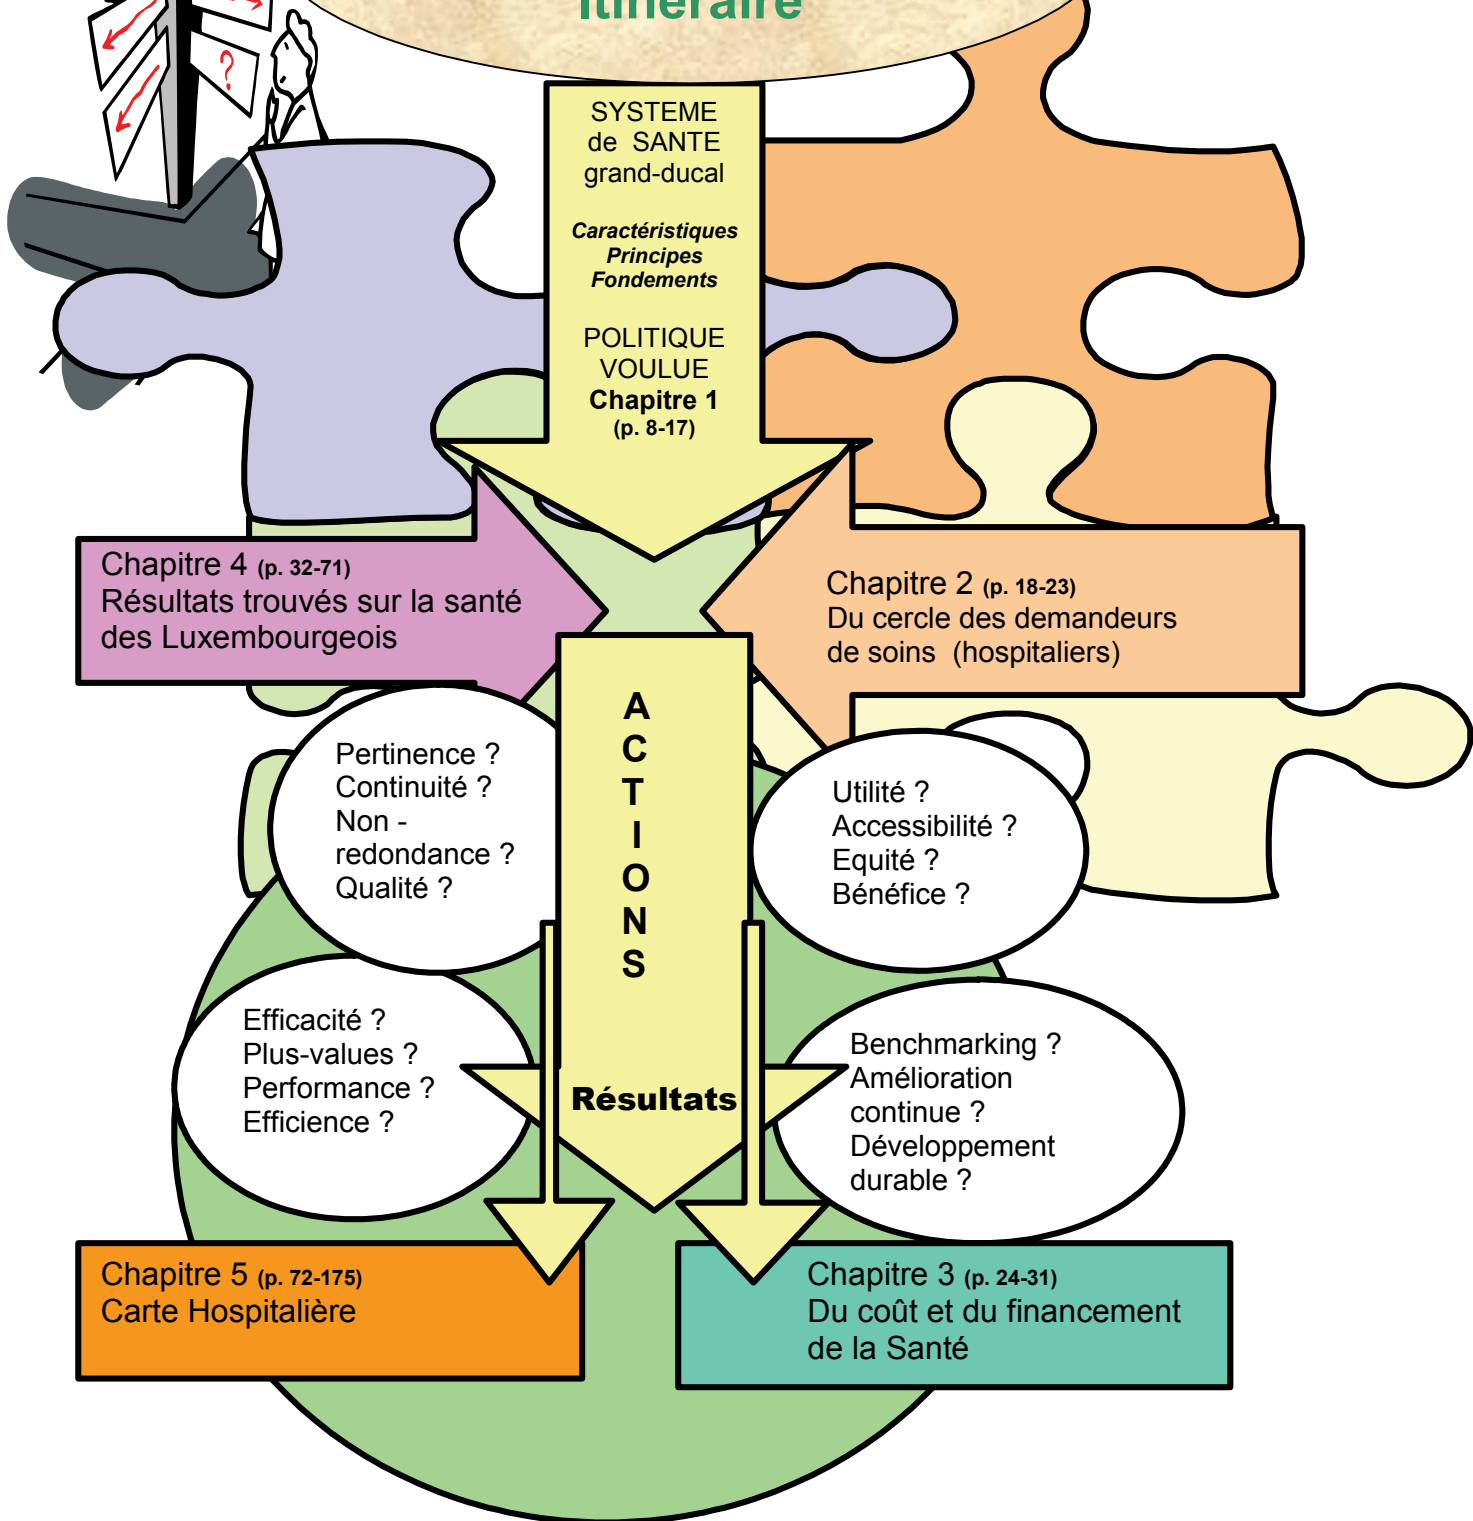 Itinéraire
?
SYSTEME
de SANTE
grand-ducal
Caractéristiques
Principes
Fondements
POLITIQUE
VOULUE
Chapitre 1
(p. 8-17)
Chapitre 4 (p. 32-71)
Résultats trouvés sur la santé
des Luxembourgeois
Chapitre 2 (p. 18-23)
Du cercle des demandeurs
de soins (hospitaliers)
A
C
T
I
O
N
S
Pertinence ?
Continuité ?
Non -
redondance ?
Qualité ?
Utilité ?
Accessibilité ?
Equité ?
Bénéfice ?
Efficacité ?
Plus-values ?
Performance ?
Efficience ?
Benchmarking ?
Amélioration
continue ?
Développement
durable ?
Résultats
Chapitre 5 (p. 72-175)
Carte Hospitalière
Chapitre 3 (p. 24-31)
Du coût et du financement
de la Santé